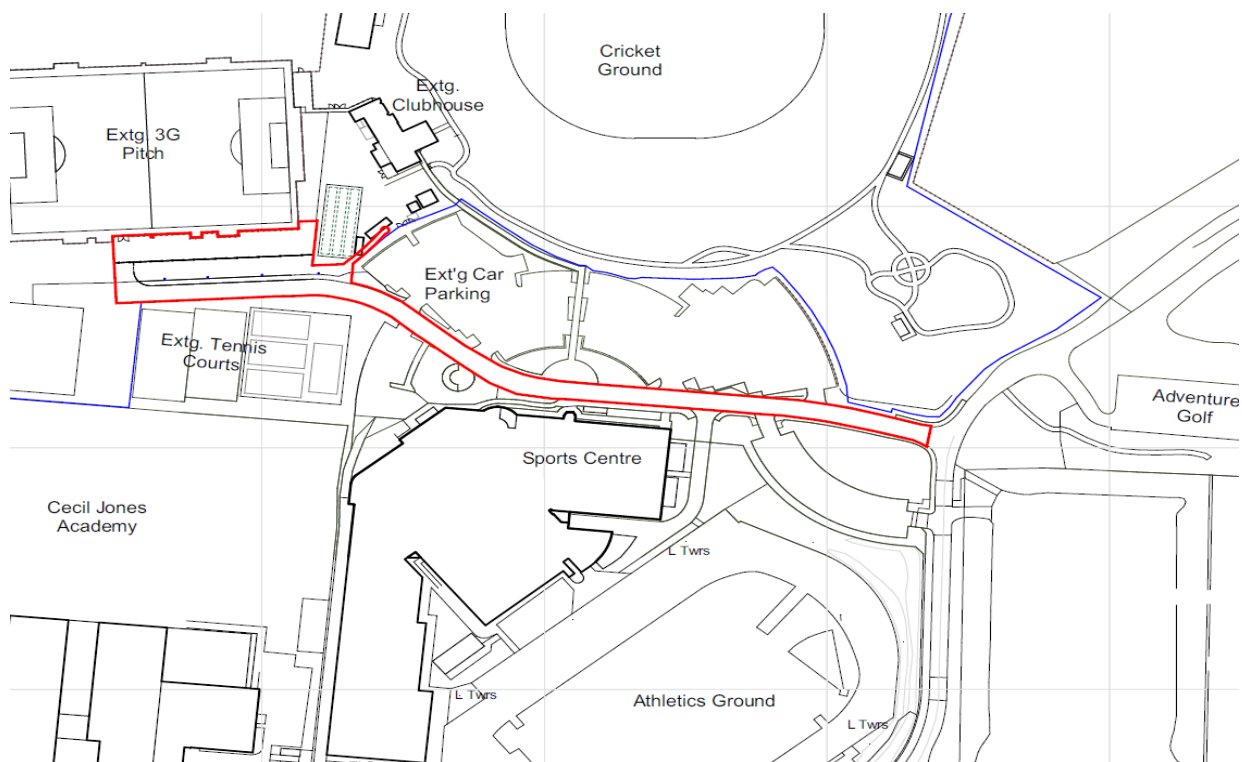 Cricket
Ground
Extg.
Clubhouse
Extg. 3G
Pitch
Ext'g Car
Parking
Extg. Tennis
Courts
Adventure
Golf
Sports Centre
Cecil Jones
Academy
L Twrs
L Twrs
Athletics Ground
L Twrs